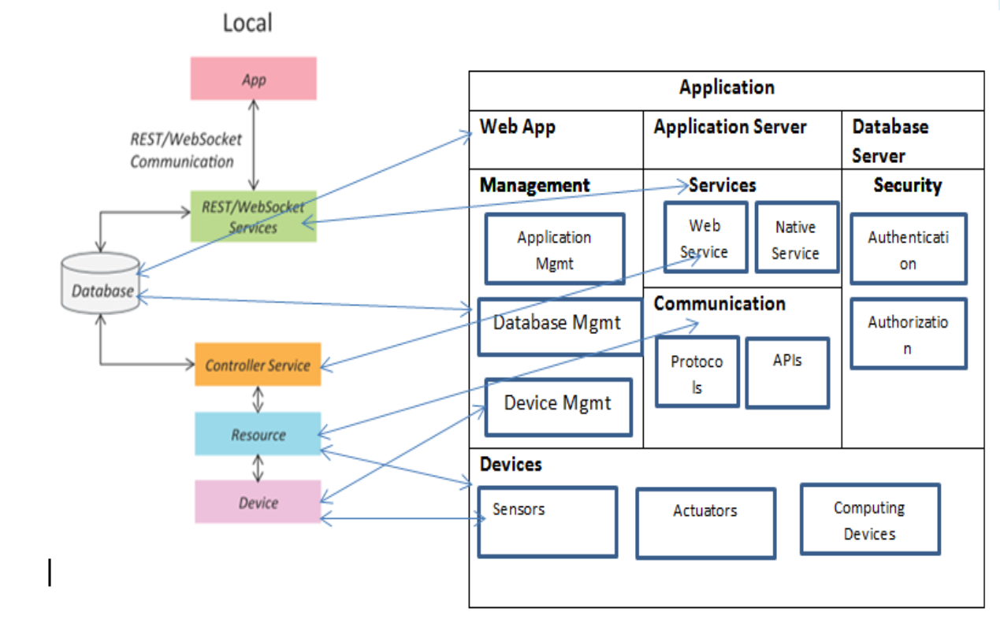 Local
App
REST/WebSocket
Communication
REST/WebSocket
Services
Database
Controller Service
Resource
Device
Application
Web App
Application Server
Database
Server
Management
Services
Security
Application
Mgmt
Web
Service
Native
Service
Authenticati
on
Database Mgmt
Communication
Authorizatio
n
Protoco
ls
APIs
Device Mgmt
Devices
Sensors
Actuators
Computing
Devices